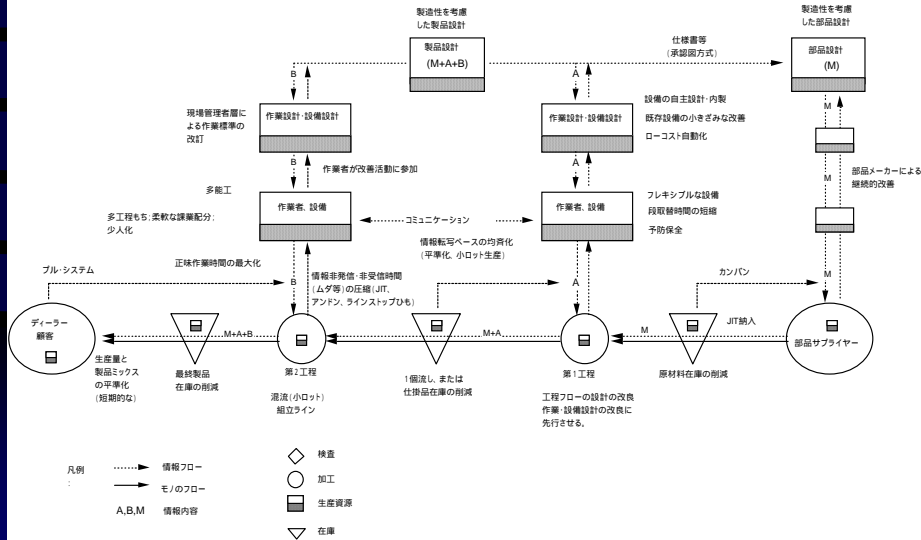 製造性を考慮
した製品設計
製品設計
(M+A+B)
製造性を考慮
した部品設計
部品設計
(M)
仕様書等
(承認図方式)
B
A
M
現場管理者層に
よる作業標準の
改訂
作業設計・設備設計
作業設計・設備設計
設備の自主設計・内製
既存設備の小きざみな改善
ローコスト自動化
B
作業者が改善活動に参加
A
M
部品メーカーによる
継続的改善
多能工
多工程もち;柔軟な課業配分;
少人化
作業者、設備
コミュニケーション
作業者、設備
フレキシブルな設備
段取替時間の短縮
予防保全
情報転写ペースの均斉化
(平準化、小ロット生産)
正味作業時間の最大化
プル・システム
B
情報非発信・非受信時間
(ムダ等)の圧縮(JIT、
アンドン、ラインストップひも)
A
カンバン
M
ディーラー
顧客
M+A+B
M+A
M
JIT納入
部品サプライヤー
生産量と
製品ミックス
の平準化
(短期的な)
最終製品
在庫の削減
第2工程
混流(小ロット)
組立ライン
1個流し、または
仕掛品在庫の削減
第1工程
工程フローの設計の改良
作業・設備設計の改良に
先行させる。
原材料在庫の削減
凡例
:
情報フロー
モノのフロー
A,B,M
情報内容
検査
加工
生産資源
在庫